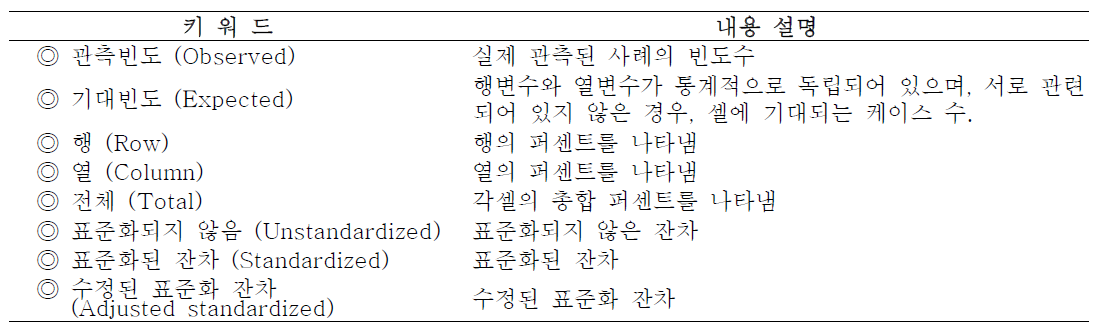 키 워 드 내용 설명
◎ 관측빈도 (Observed) 실제 관측된 사례의 빈도수
◎ 기대빈도 (Expected) 행변수와 열변수가 통계적으로 독립되어 있으며, 서로 관련
되어 있지 않은 경우, 셀에 기대되는 케이스 수.
◎ 행 (Row) 행의 퍼센트를 나타냄
◎ 열 (Column) 열의 퍼센트를 나타냄
◎ 전체 (Total) 각셀의 총합 퍼센트를 나타냄
◎ 표준화되지 않음 (Unstandardized) 표준화되지 않은 잔차
◎ 표준화된 잔차 (Standardized) 표준화된 잔차
◎ 수정된 표준화 잔차
(Adjusted standardized) 수정된 표준화 잔차